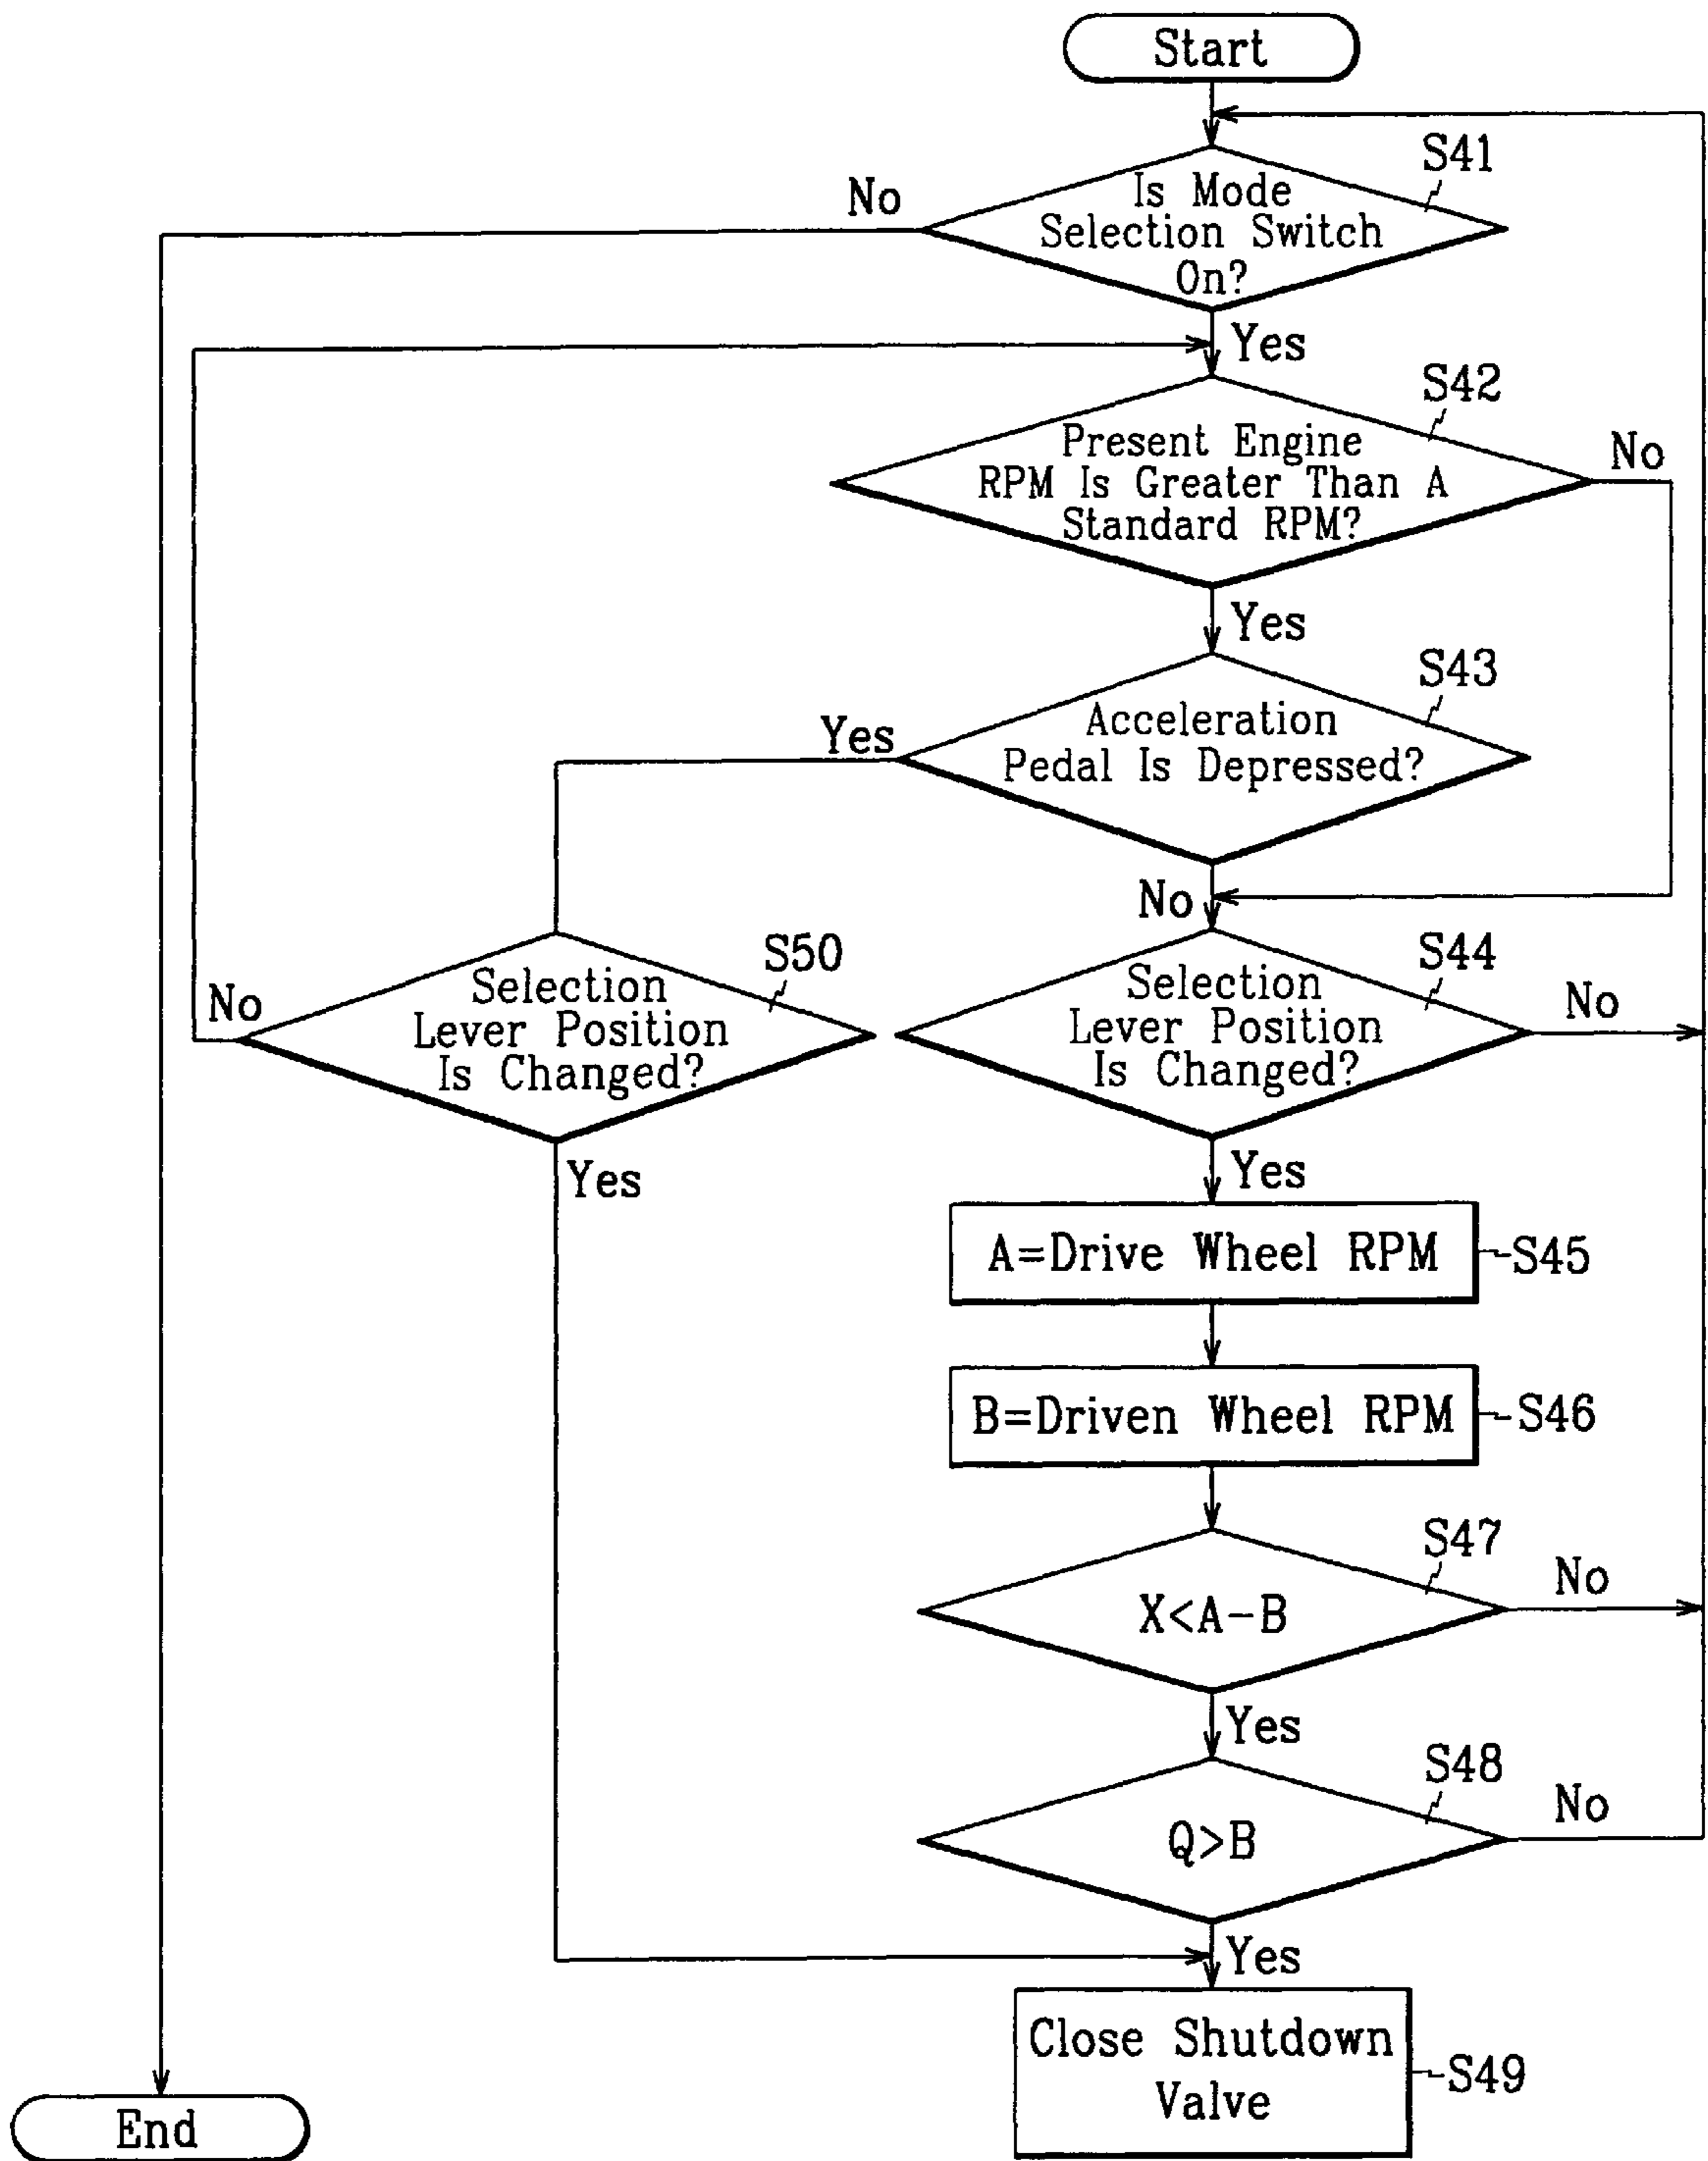 Start
S41
No
Is Mode
Selection Switch
On?
Yes
S42
Present Engine
RPM Is Greater Than A
Standard RPM?
No
Yes
S43
Yes
Acceleration
Pedal Is Depressed?
No
S50
No
Selection
Lever Position
Is Changed?
Yes
S44
Selection
Lever Position
Is Changed?
No
Yes
A=Drive Wheel RPM
S45
B=Driven Wheel RPM
S46
S47
X<A-B
No
Yes
S48
Q>B
No
Yes
Close Shutdown
Valve
S49
End